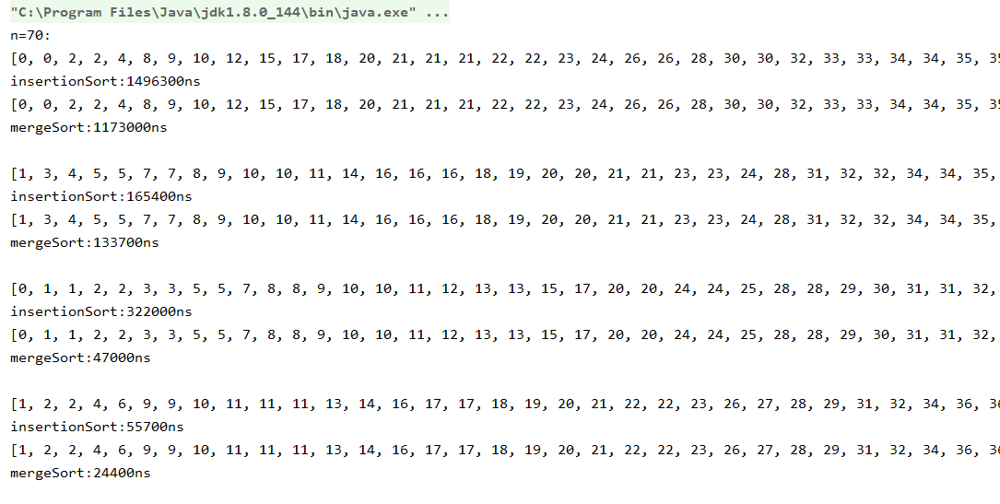 "C:\Program Files\Java\jdk1.8.0_144\bin\java.exe" ...
n=70:
[0, 0, 2, 2, 4, 8, 9, 10, 12, 15, 17, 18, 20, 21, 21, 21, 22, 22, 23, 24, 26, 26, 28, 30, 30, 32, 33, 33, 34, 34, 35, 35
insertionSort:1496300ns
[0, 0, 2, 2, 4, 8, 9, 10, 12, 15, 17, 18, 20, 21, 21, 21, 22, 22, 23, 24, 26, 26, 28, 30, 30, 32, 33, 33, 34, 34, 35, 35
mergeSort:1173000ns
[1, 3, 4, 5, 5, 7, 7, 8, 9, 10, 10, 11, 14, 16, 16, 16, 18, 19, 20, 20, 21, 21, 23, 23, 24, 28, 31, 32, 32, 34, 34, 35,
insertionSort:165400ns
[1, 3, 4, 5, 5, 7, 7, 8, 9, 10, 10, 11, 14, 16, 16, 16, 18, 19, 20, 20, 21, 21, 23, 23, 24, 28, 31, 32, 32, 34, 34, 35,
mergeSort:133700ns
[0, 1, 1, 2, 2, 3, 3, 5, 5, 7, 8, 8, 9, 10, 10, 11, 12, 13, 13, 15, 17, 20, 20, 24, 24, 25, 28, 28, 29, 30, 31, 31, 32,
insertionSort:322000ns
[0, 1, 1, 2, 2, 3, 3, 5, 5, 7, 8, 8, 9, 10, 10, 11, 12, 13, 13, 15, 17, 20, 20, 24, 24, 25, 28, 28, 29, 30, 31, 31, 32,
mergeSort:47000ns
[1, 2, 2, 4, 6, 9, 9, 10, 11, 11, 11, 13, 14, 16, 17, 17, 18, 19, 20, 21, 22, 22, 23, 26, 27, 28, 29, 31, 32, 34, 36, 36
insertionSort:55700ns
[1, 2, 2, 4, 6, 9, 9, 10, 11, 11, 11, 13, 14, 16, 17, 17, 18, 19, 20, 21, 22, 22, 23, 26, 27, 28, 29, 31, 32, 34, 36, 36
mergeSort:24400ns